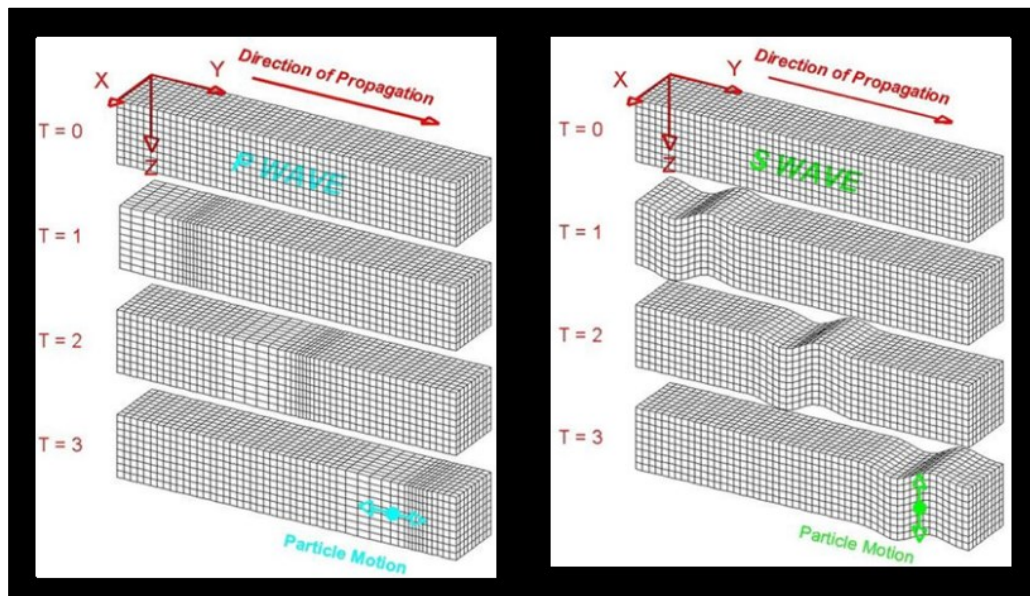 Direction of Propagation
X
Y
Z
T = 0
P WAVE
T = 1
T = 2
T = 3
Particle Motion
Direction of Propagation
X
Y
Z
T = 0
S WAVE
T = 1
T = 2
T = 3
Particle Motion